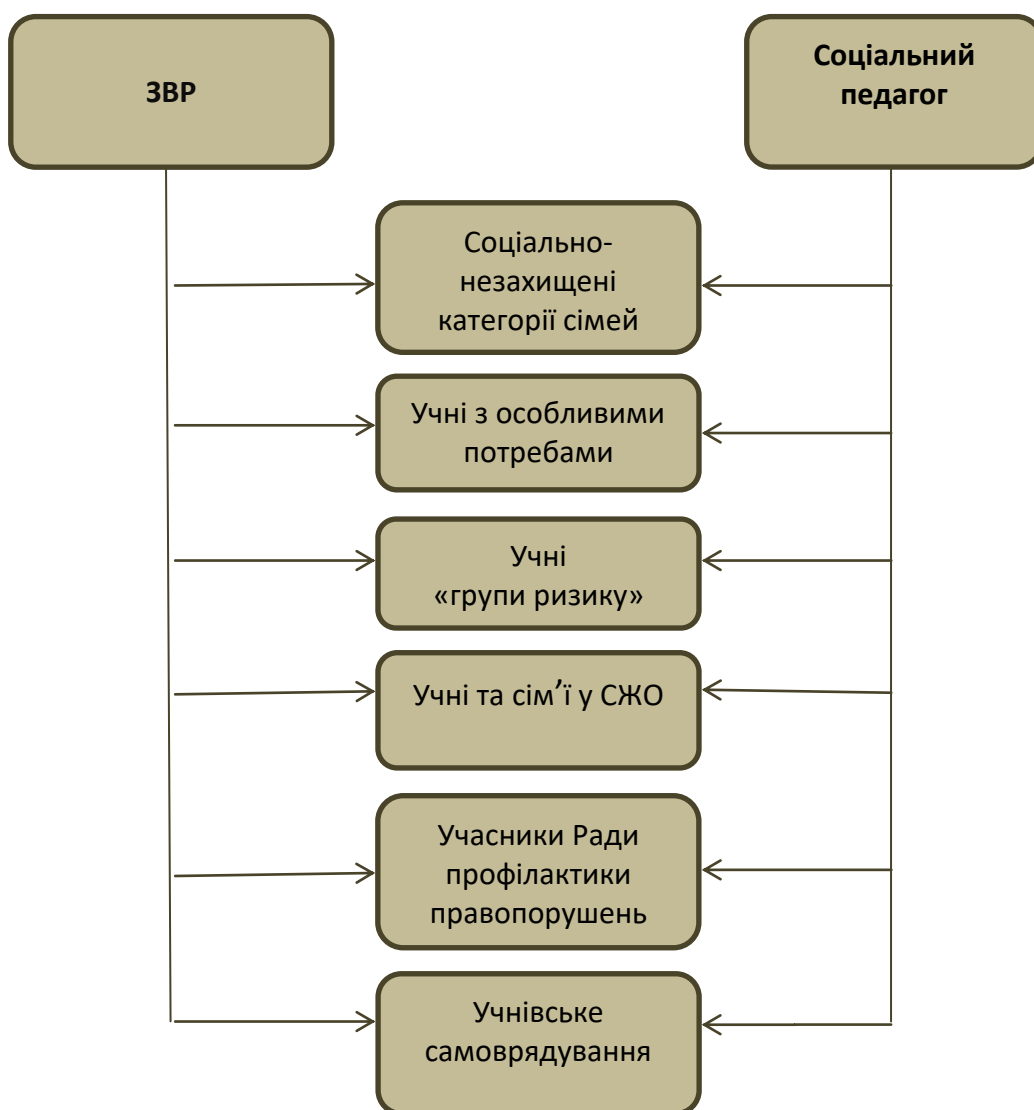 ЗВР
Соціальний
педагог
Соціально-
незахищені
категорії сімей
Учні з особливими
потребами
Учні
«групи ризику»
Учні та сім’ї у СЖО
Учасники Ради
профілактики
правопорушень
Учнівське
самоврядування